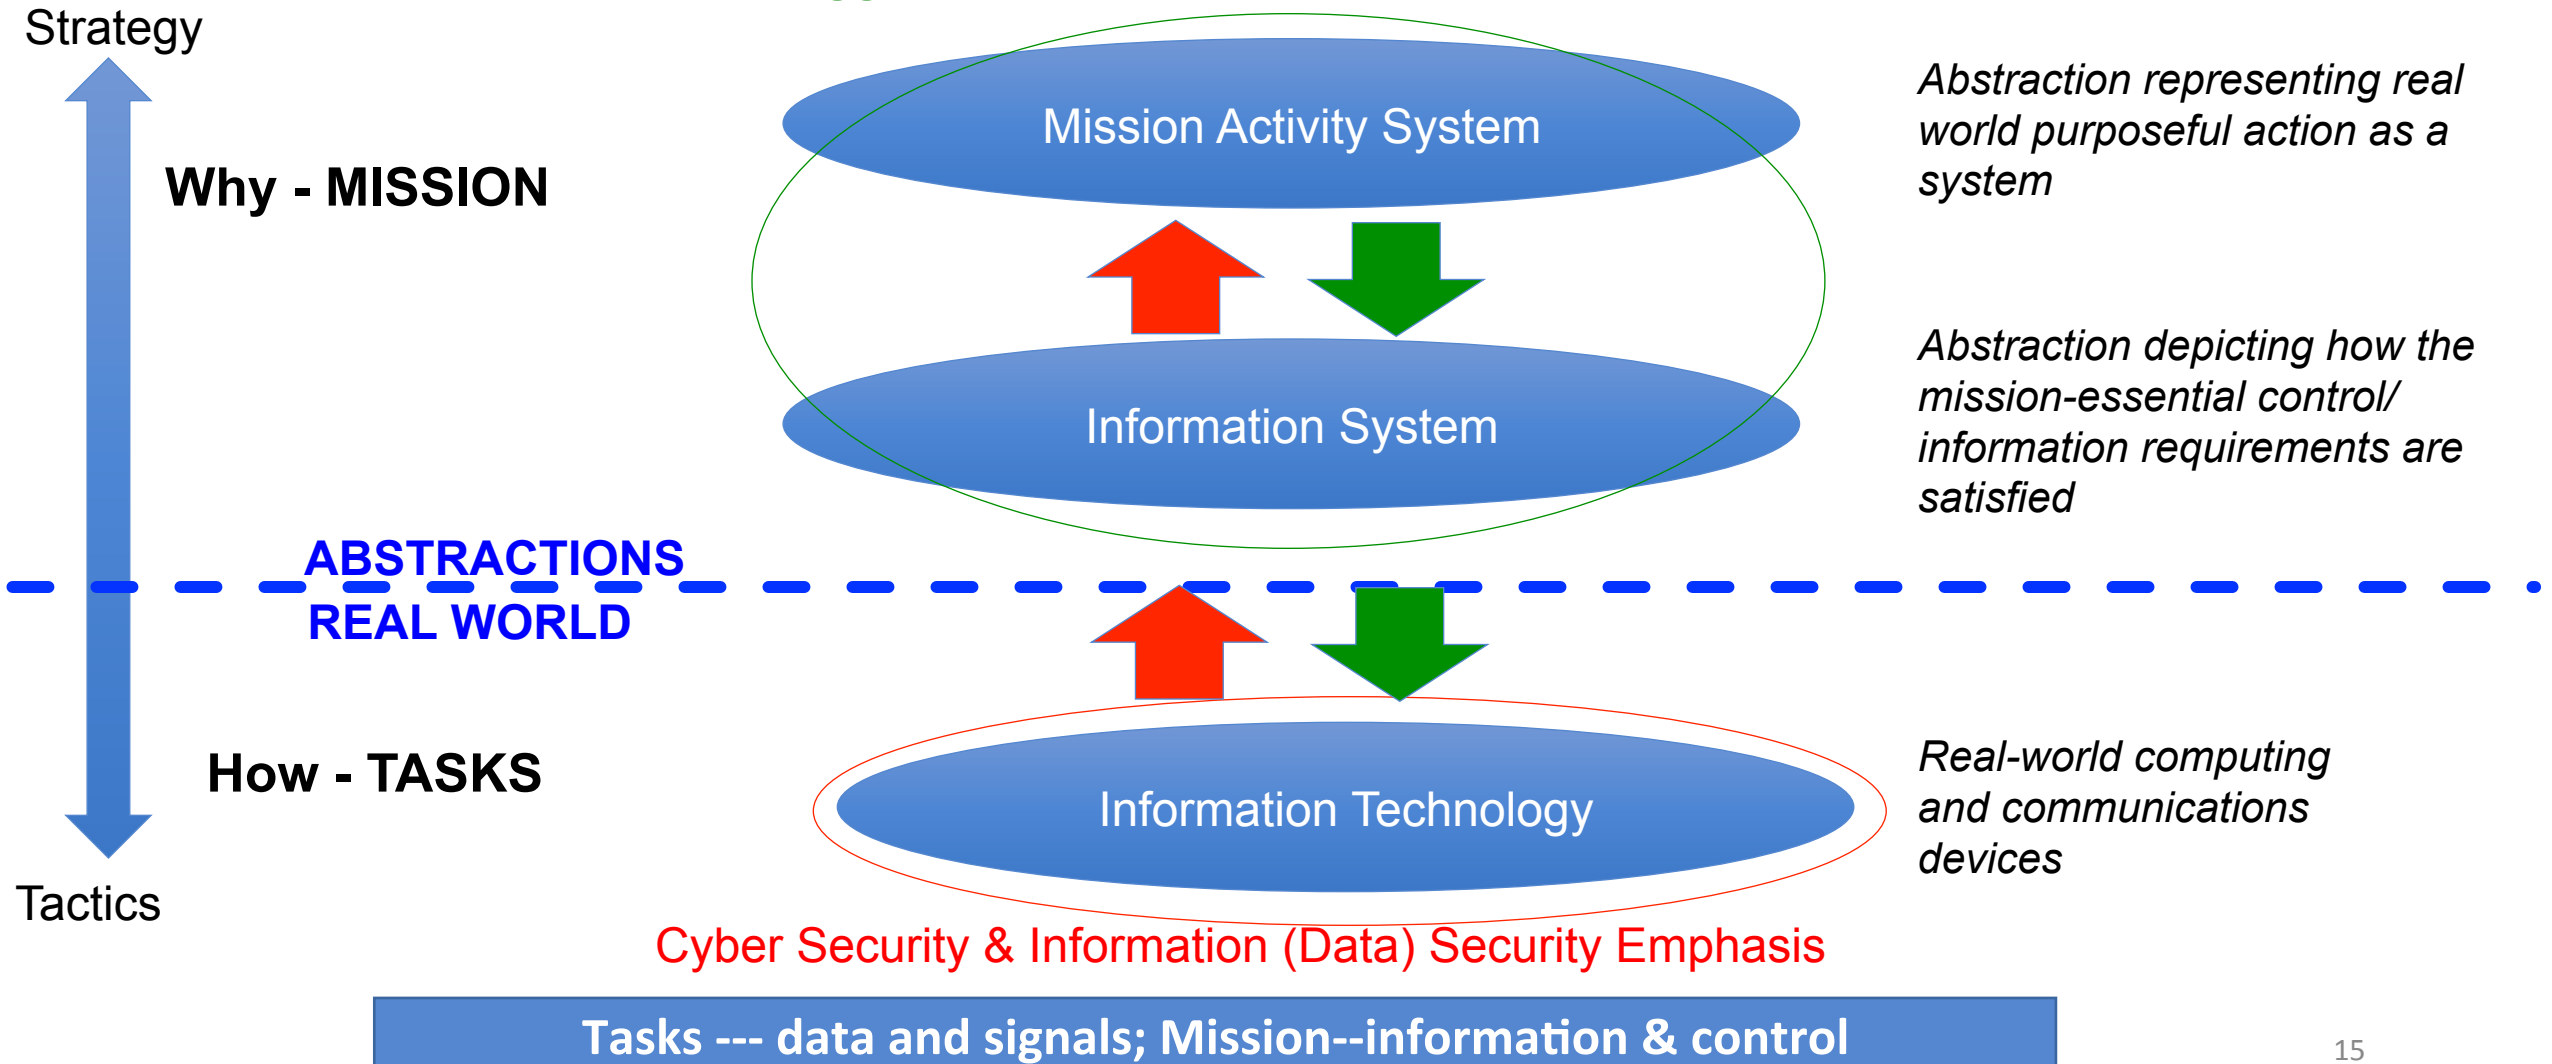 Strategy
Mission Activity System
Abstraction representing real
world purposeful action as a
system
Why - MISSION
Abstraction depicting how the
mission-essential control/
information requirements are
satisfied
Information System
ABSTRACTIONS
REAL WORLD
How - TASKS
Information Technology
Real-world computing
and communications
devices
Tactics
Cyber Security & Information (Data) Security Emphasis
Tasks --- data and signals; Mission--information & control
15